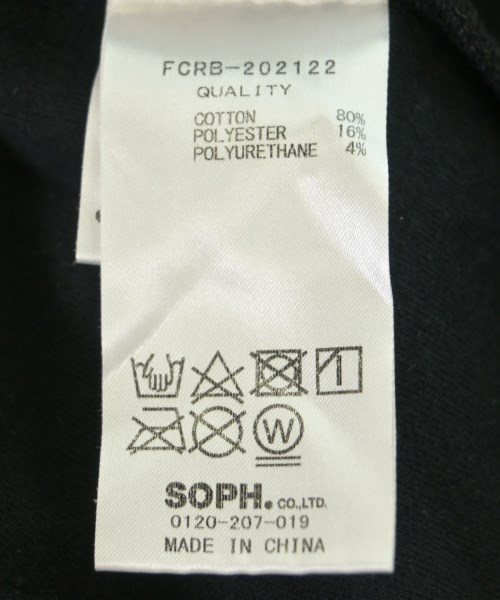 FCRB-202122
QUALITY
COTTON 80%
POLYESTER 16%
POLYURETHANE 4%
W
SOPH. CO.,LTD.
0120-207-019
MADE IN CHINA